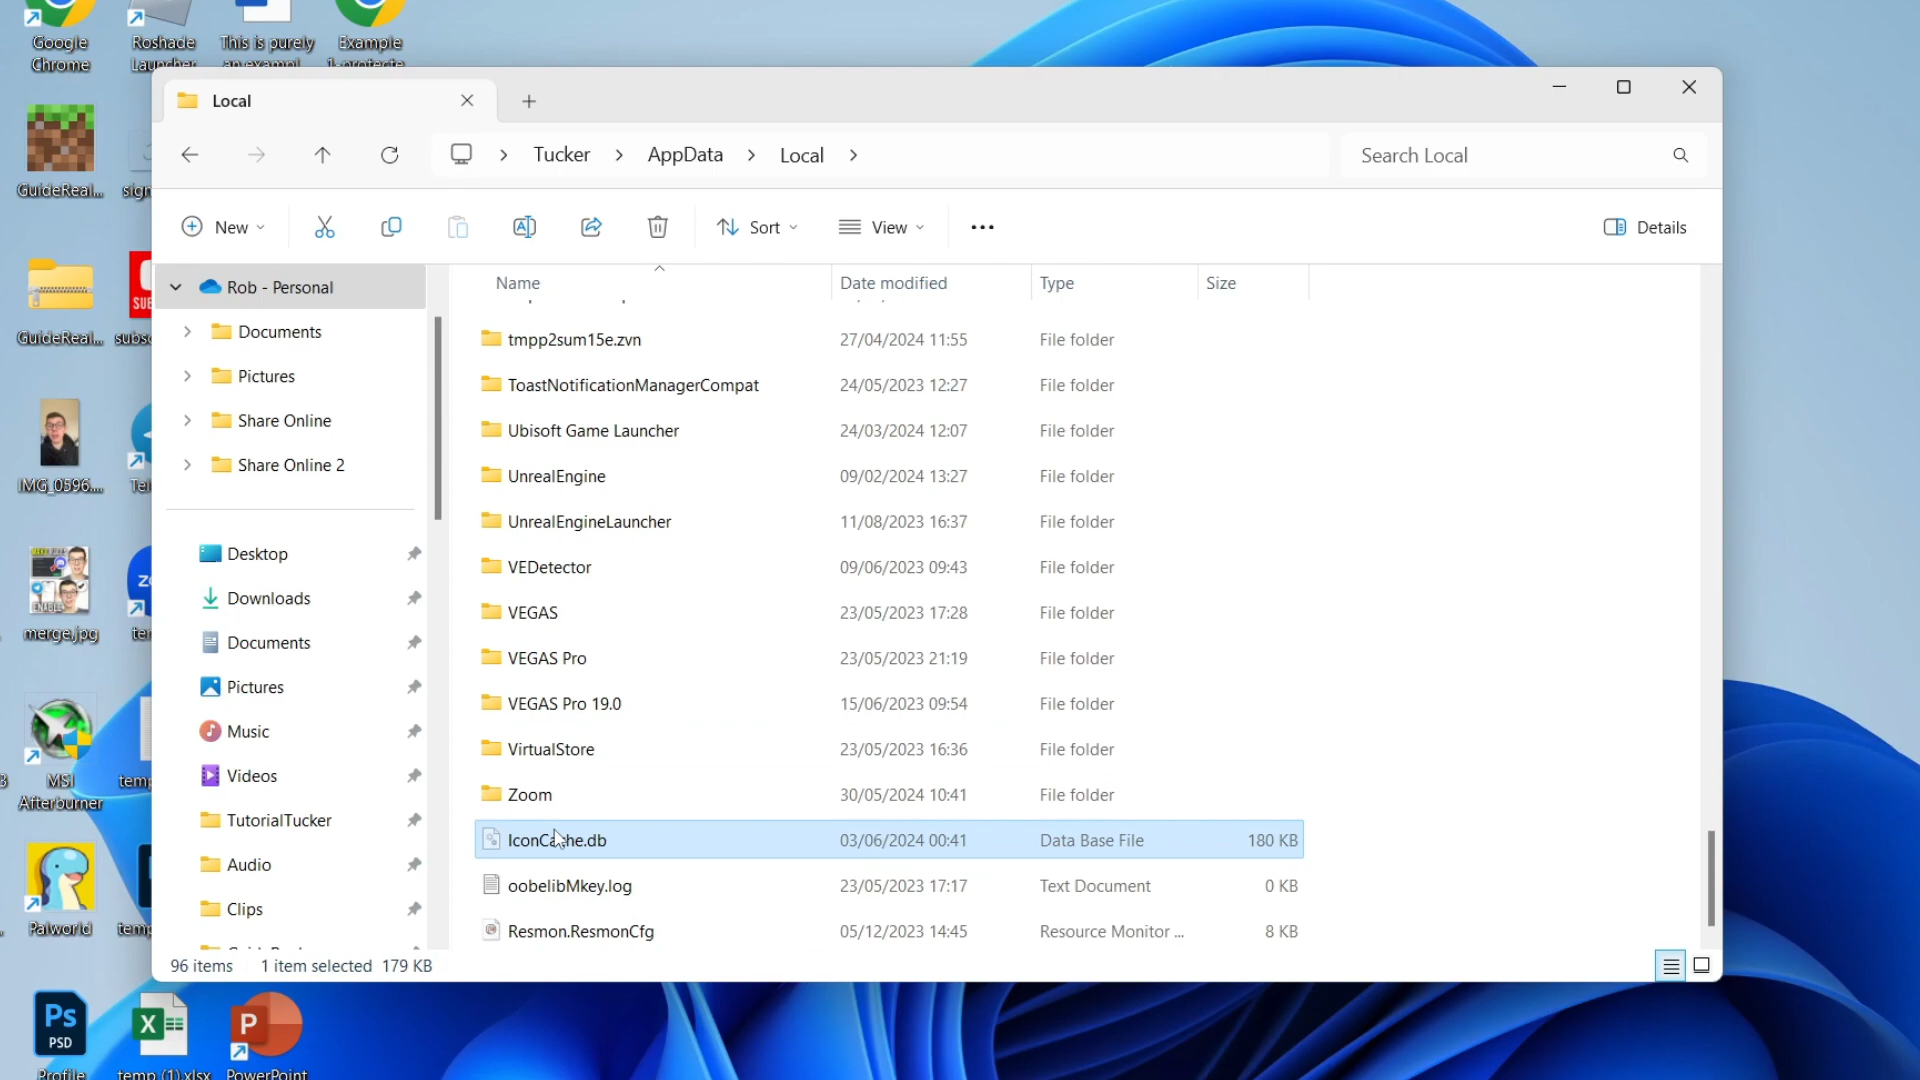 Google
Chrome
Roshade
Launcher
This is purely
an exampl...
Example
1-protecte...
GuideReal...
GuideReal...
IMG_0596....
merge.jpg
MSI
Afterburner
Palworld
Ps
PSD
Profile
temp (1).xlsx
P
PowerPoint
Local
Tucker
AppData
Local
Search Local
New
Sort
View
Details
Rob - Personal
Documents
Pictures
Share Online
Share Online 2
Desktop
Downloads
Documents
Pictures
Music
Videos
TutorialTucker
Audio
Clips
Name Date modified Type Size
tmpp2sum15e.zvn 27/04/2024 11:55 File folder
ToastNotificationManagerCompat 24/05/2023 12:27 File folder
Ubisoft Game Launcher 24/03/2024 12:07 File folder
UnrealEngine 09/02/2024 13:27 File folder
UnrealEngineLauncher 11/08/2023 16:37 File folder
VEDetector 09/06/2023 09:43 File folder
VEGAS 23/05/2023 17:28 File folder
VEGAS Pro 23/05/2023 21:19 File folder
VEGAS Pro 19.0 15/06/2023 09:54 File folder
VirtualStore 23/05/2023 16:36 File folder
Zoom 30/05/2024 10:41 File folder
IconCache.db 03/06/2024 00:41 Data Base File 180 KB
oobelibMkey.log 23/05/2023 17:17 Text Document 0 KB
Resmon.ResmonCfg 05/12/2023 14:45 Resource Monitor ... 8 KB
96 items 1 item selected 179 KB